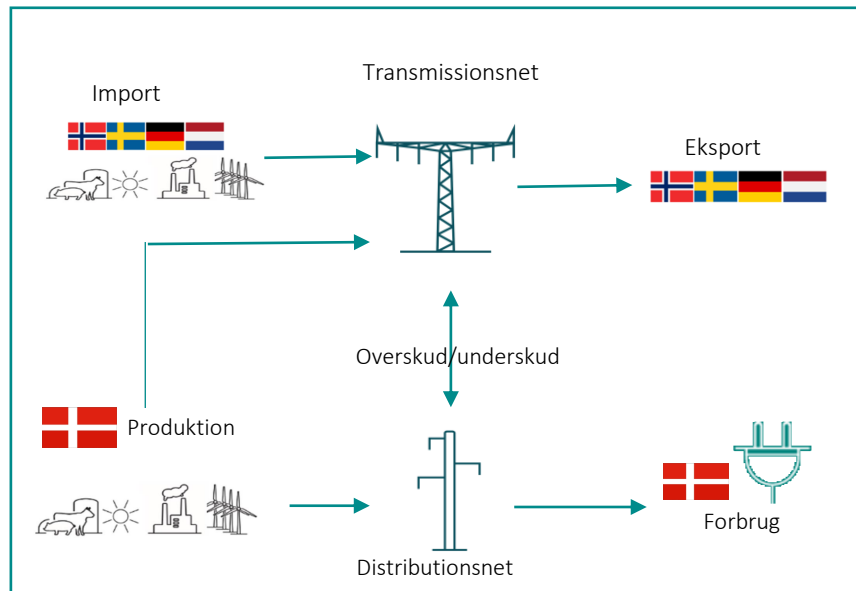 Transmissionsnet
Import
Eksport
Overskud/underskud
Produktion
Forbrug
Distributionsnet